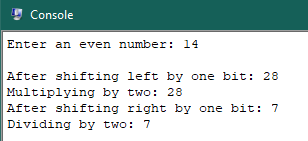 Console
Enter an even number: 14
After shifting left by one bit: 28
Multiplying by two: 28
After shifting right by one bit: 7
Dividing by two: 7